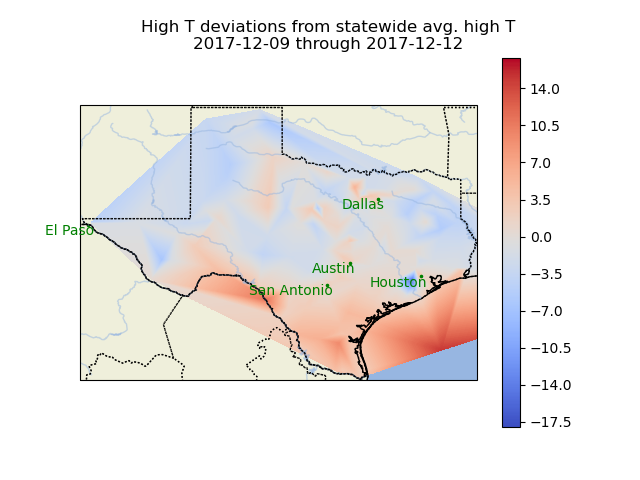 High T deviations from statewide avg. high T
2017-12-09 through 2017-12-12
14.0
10.5
7.0
3.5
0.0
−3.5
−7.0
−10.5
−14.0
−17.5
Dallas
El Paso
Austin
Houston
San Antonio